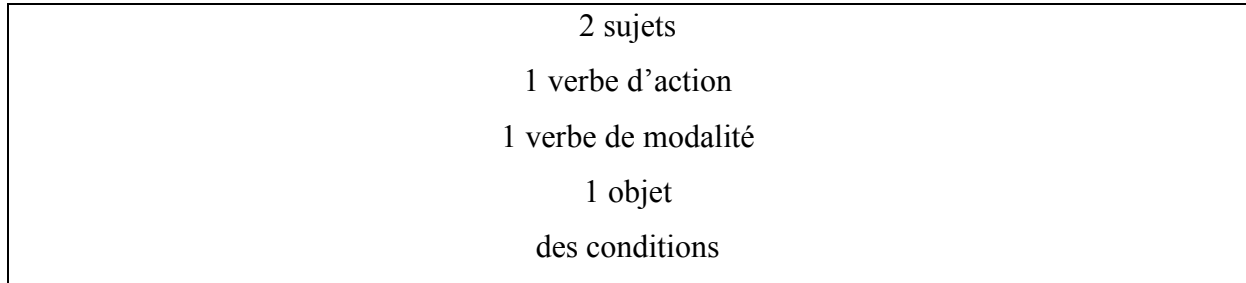 2 sujets
1 verbe d’action
1 verbe de modalité
1 objet
des conditions